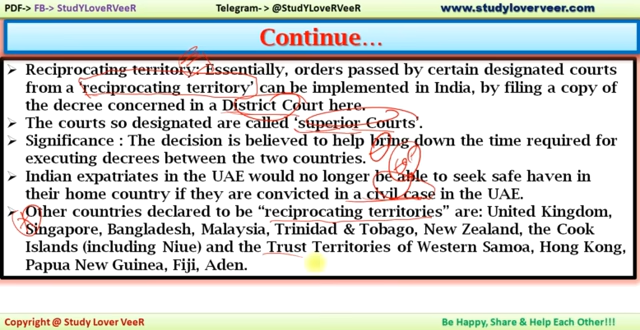 PDF-> FB-> StudyLoverVeeR Telegram-> @StudyLoverVeeR www.studyloverveer.com
Continue…
➢ Reciprocating territory: Essentially, orders passed by certain designated courts
from a 'reciprocating territory' can be implemented in India, by filing a copy of
the decree concerned in a District Court here.
➢ The courts so designated are called 'superior Courts'.
➢ Significance : The decision is believed to help bring down the time required for
executing decrees between the two countries.
➢ Indian expatriates in the UAE would no longer be able to seek safe haven in
their home country if they are convicted in a civil case in the UAE.
➢ Other countries declared to be "reciprocating territories" are: United Kingdom,
Singapore, Bangladesh, Malaysia, Trinidad & Tobago, New Zealand, the Cook
Islands (including Niue) and the Trust Territories of Western Samoa, Hong Kong,
Papua New Guinea, Fiji, Aden.
Copyright @ Study Lover VeeR Be Happy, Share & Help Each Other!!!